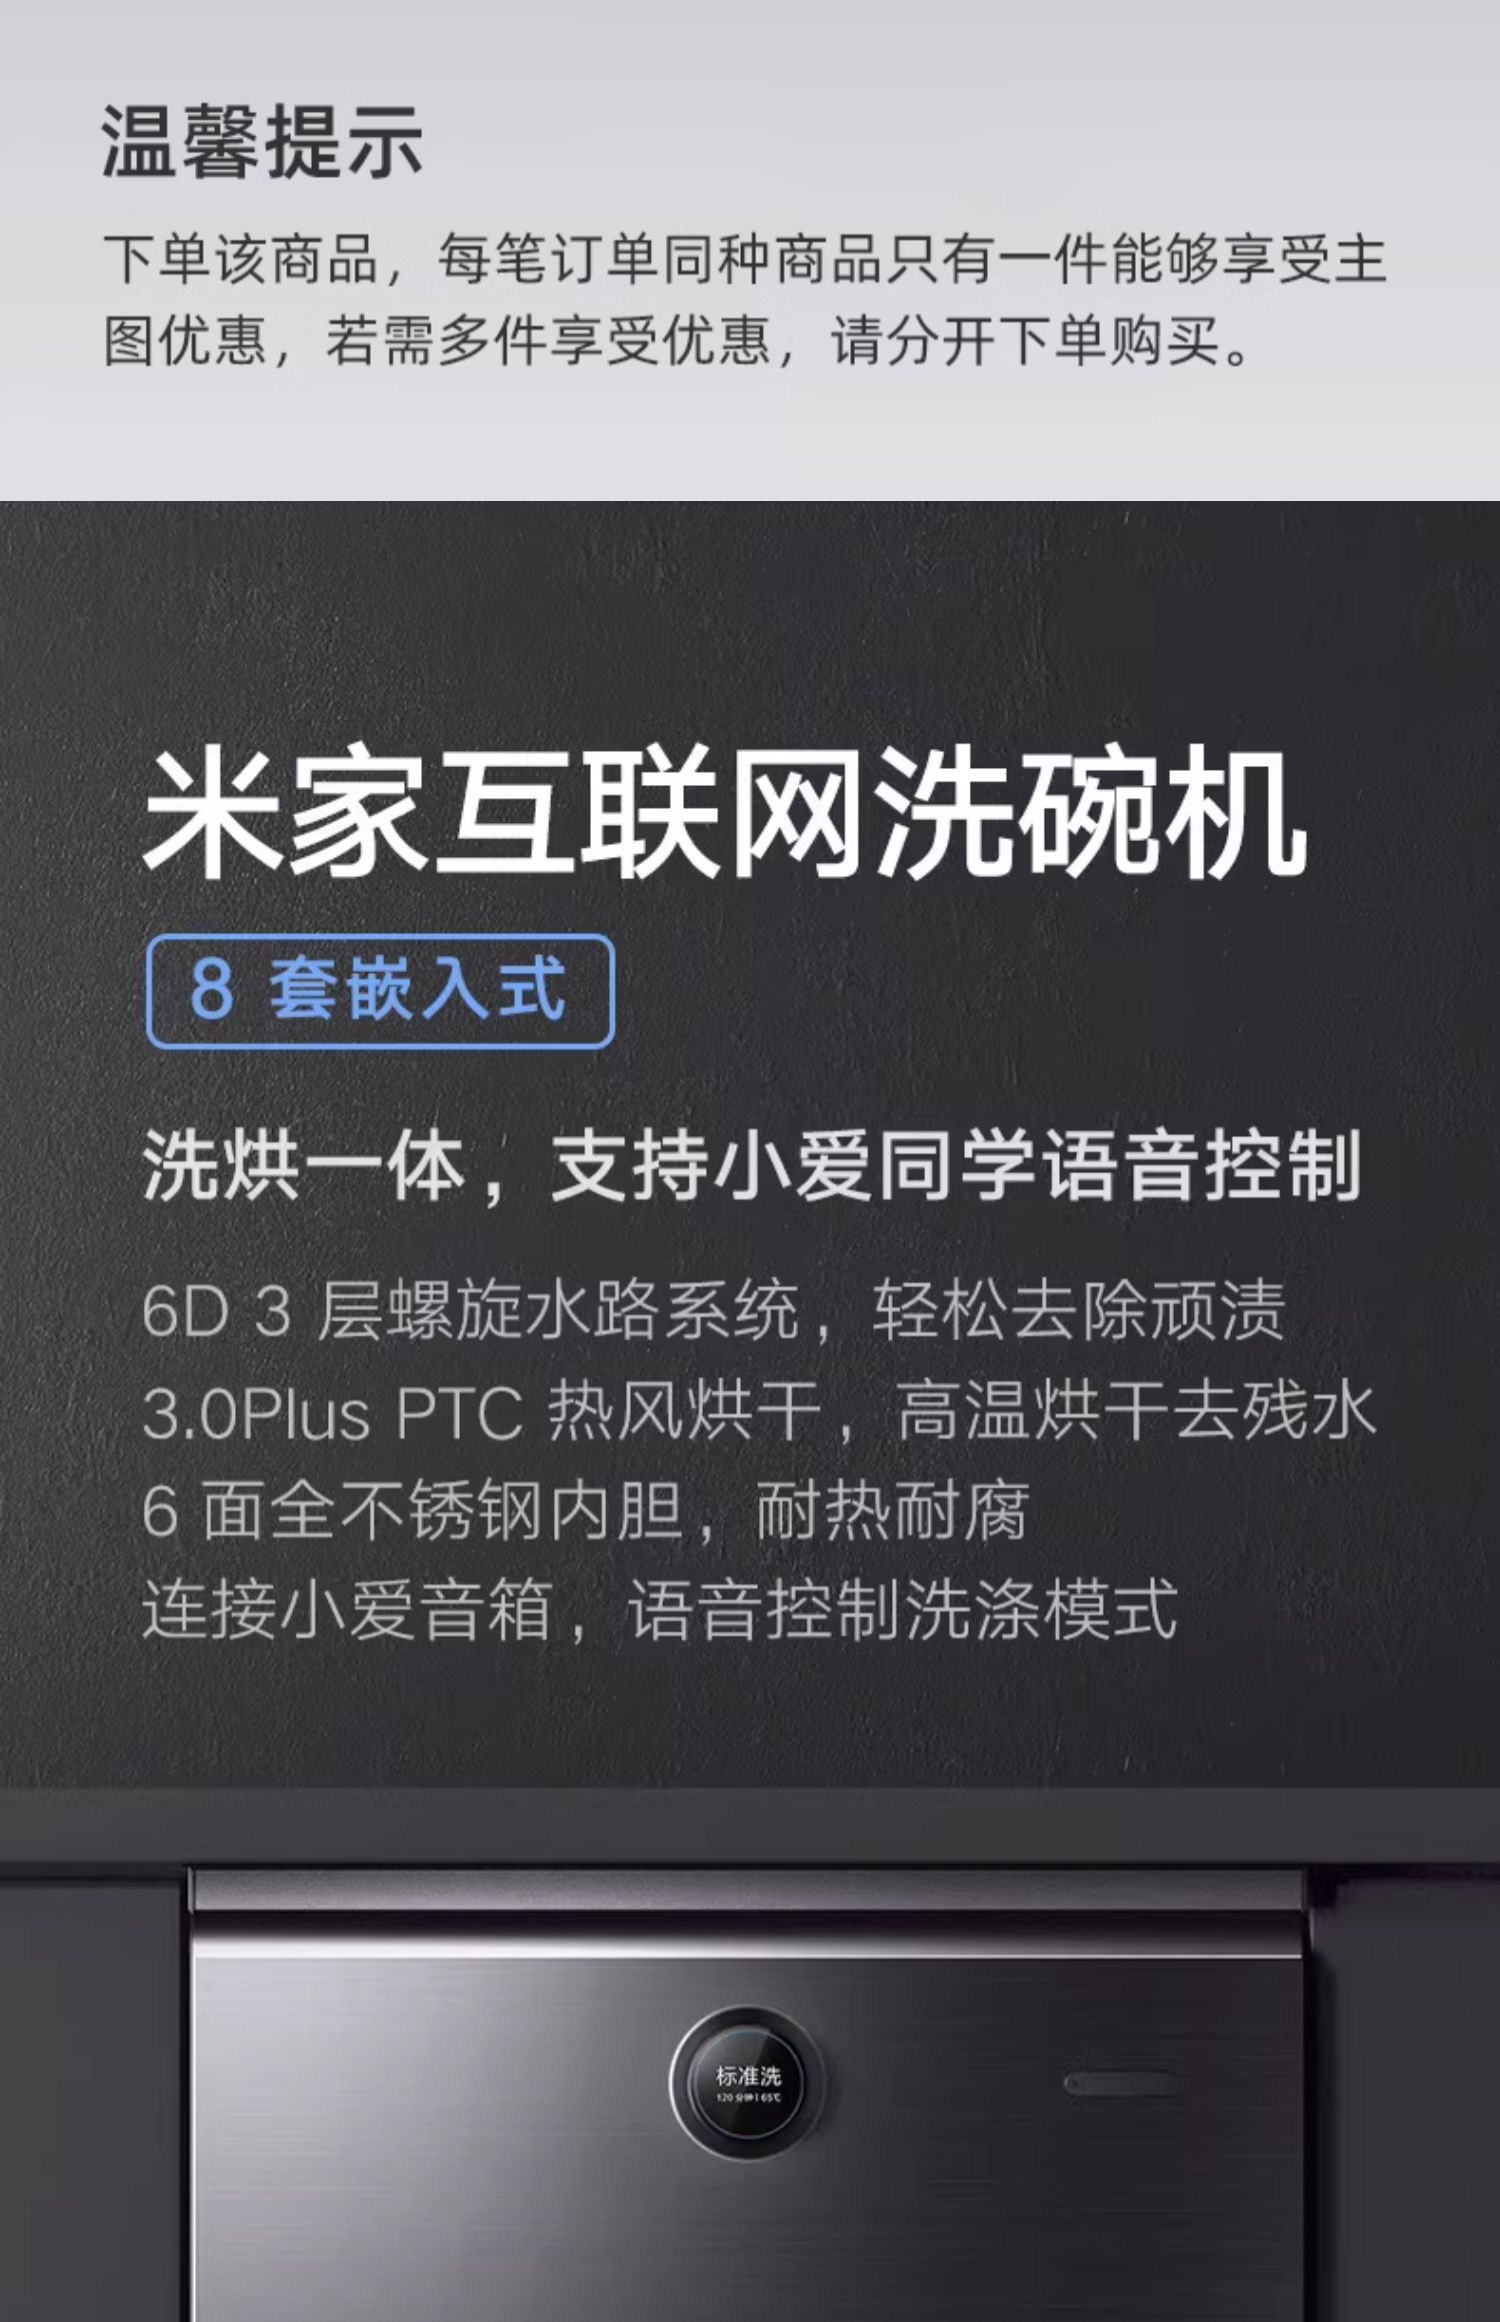 温馨提示
下单该商品，每笔订单同种商品只有一件能够享受主
图优惠，若需多件享受优惠，请分开下单购买。
米家互联网洗碗机
8 套嵌入式
洗烘一体，支持小爱同学语音控制
6D 3 层螺旋水路系统，轻松去除顽渍
3.0Plus PTC 热风烘干，高温烘干去残水
6 面全不锈钢内胆，耐热耐腐
连接小爱音箱，语音控制洗涤模式
标准洗
120 分钟 | 65℃